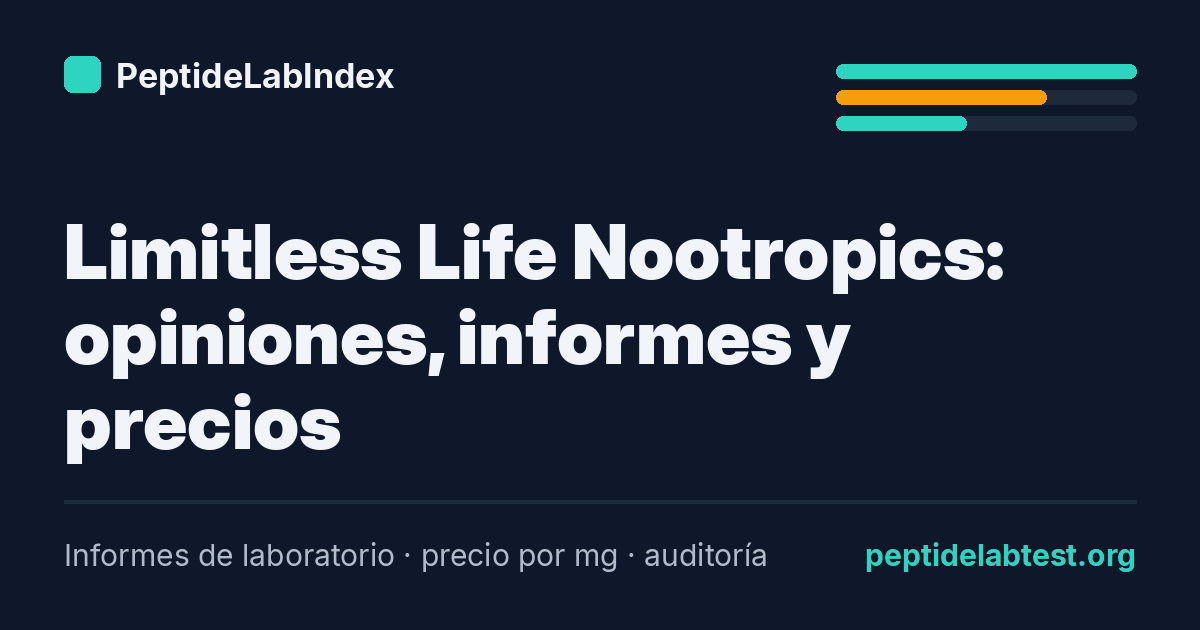 PeptideLabIndex
Limitless Life Nootropics:
opiniones, informes y
precios
Informes de laboratorio · precio por mg · auditoría
peptidelabtest.org